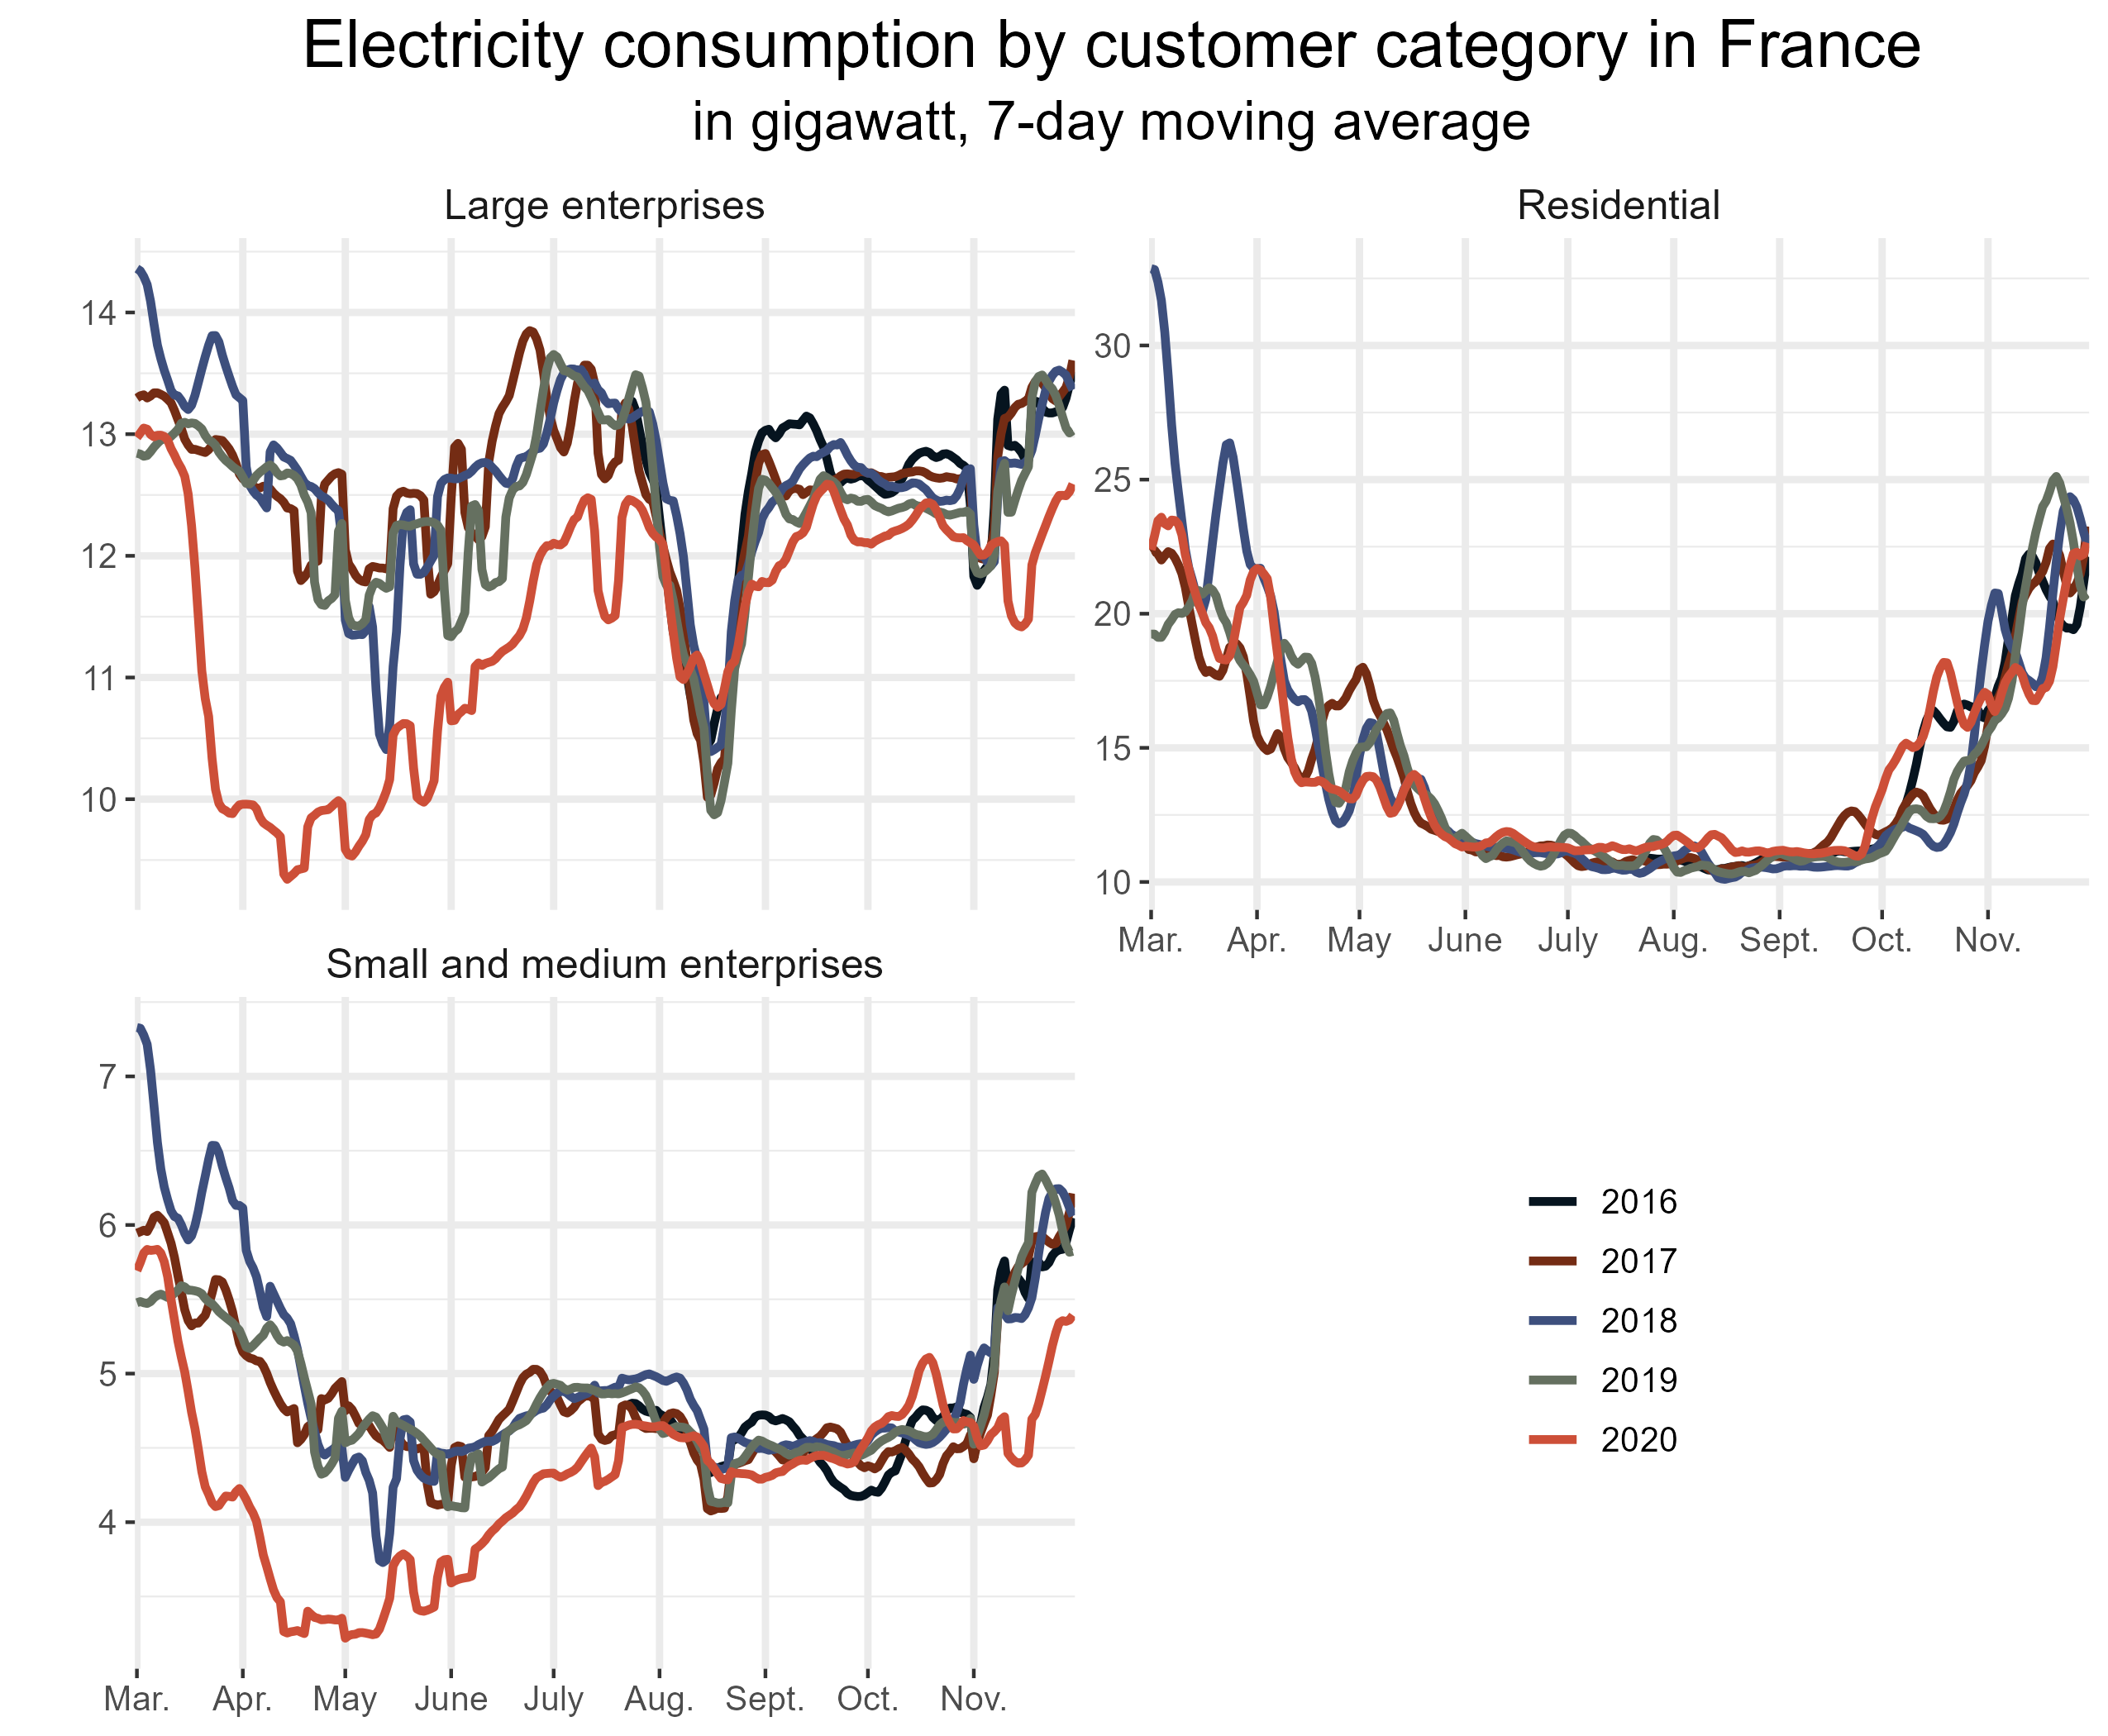 Electricity consumption by customer category in France
in gigawatt, 7-day moving average
Large enterprises
14
13
12
11
10
Residential
30
25
20
15
10
Mar. Apr. May June July Aug. Sept. Oct. Nov.
Small and medium enterprises
7
6
5
4
Mar. Apr. May June July Aug. Sept. Oct. Nov.
2016
2017
2018
2019
2020